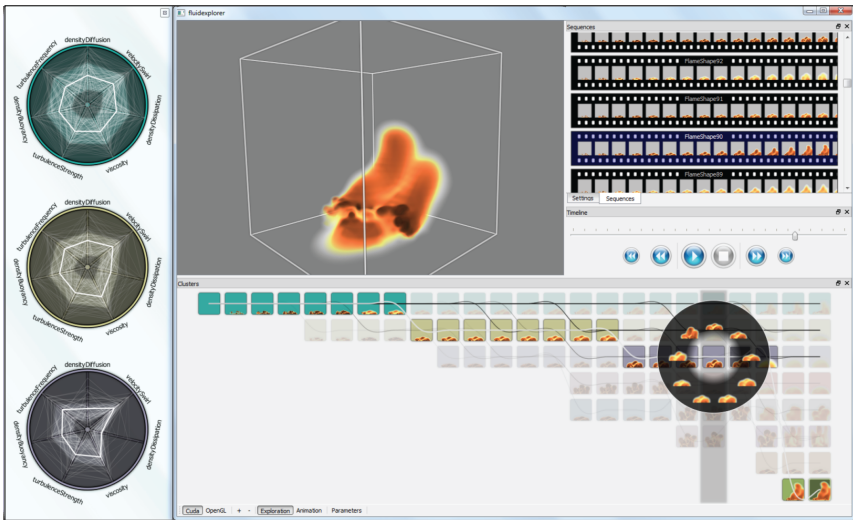 densityDiffusion
turbulenceFrequency
velocitySwirl
densityBuoyancy
densityDissipation
turbulenceStrength
viscosity
densityDiffusion
turbulenceFrequency
velocitySwirl
densityBuoyancy
densityDissipation
turbulenceStrength
viscosity
densityDiffusion
turbulenceFrequency
velocitySwirl
densityBuoyancy
densityDissipation
turbulenceStrength
viscosity
fluidexplorer
Sequences
FlameShape92
FlameShape91
FlameShape90
FlameShape89
Settings Sequences
Timeline
Clusters
Cuda OpenGL + - Exploration Animation Parameters